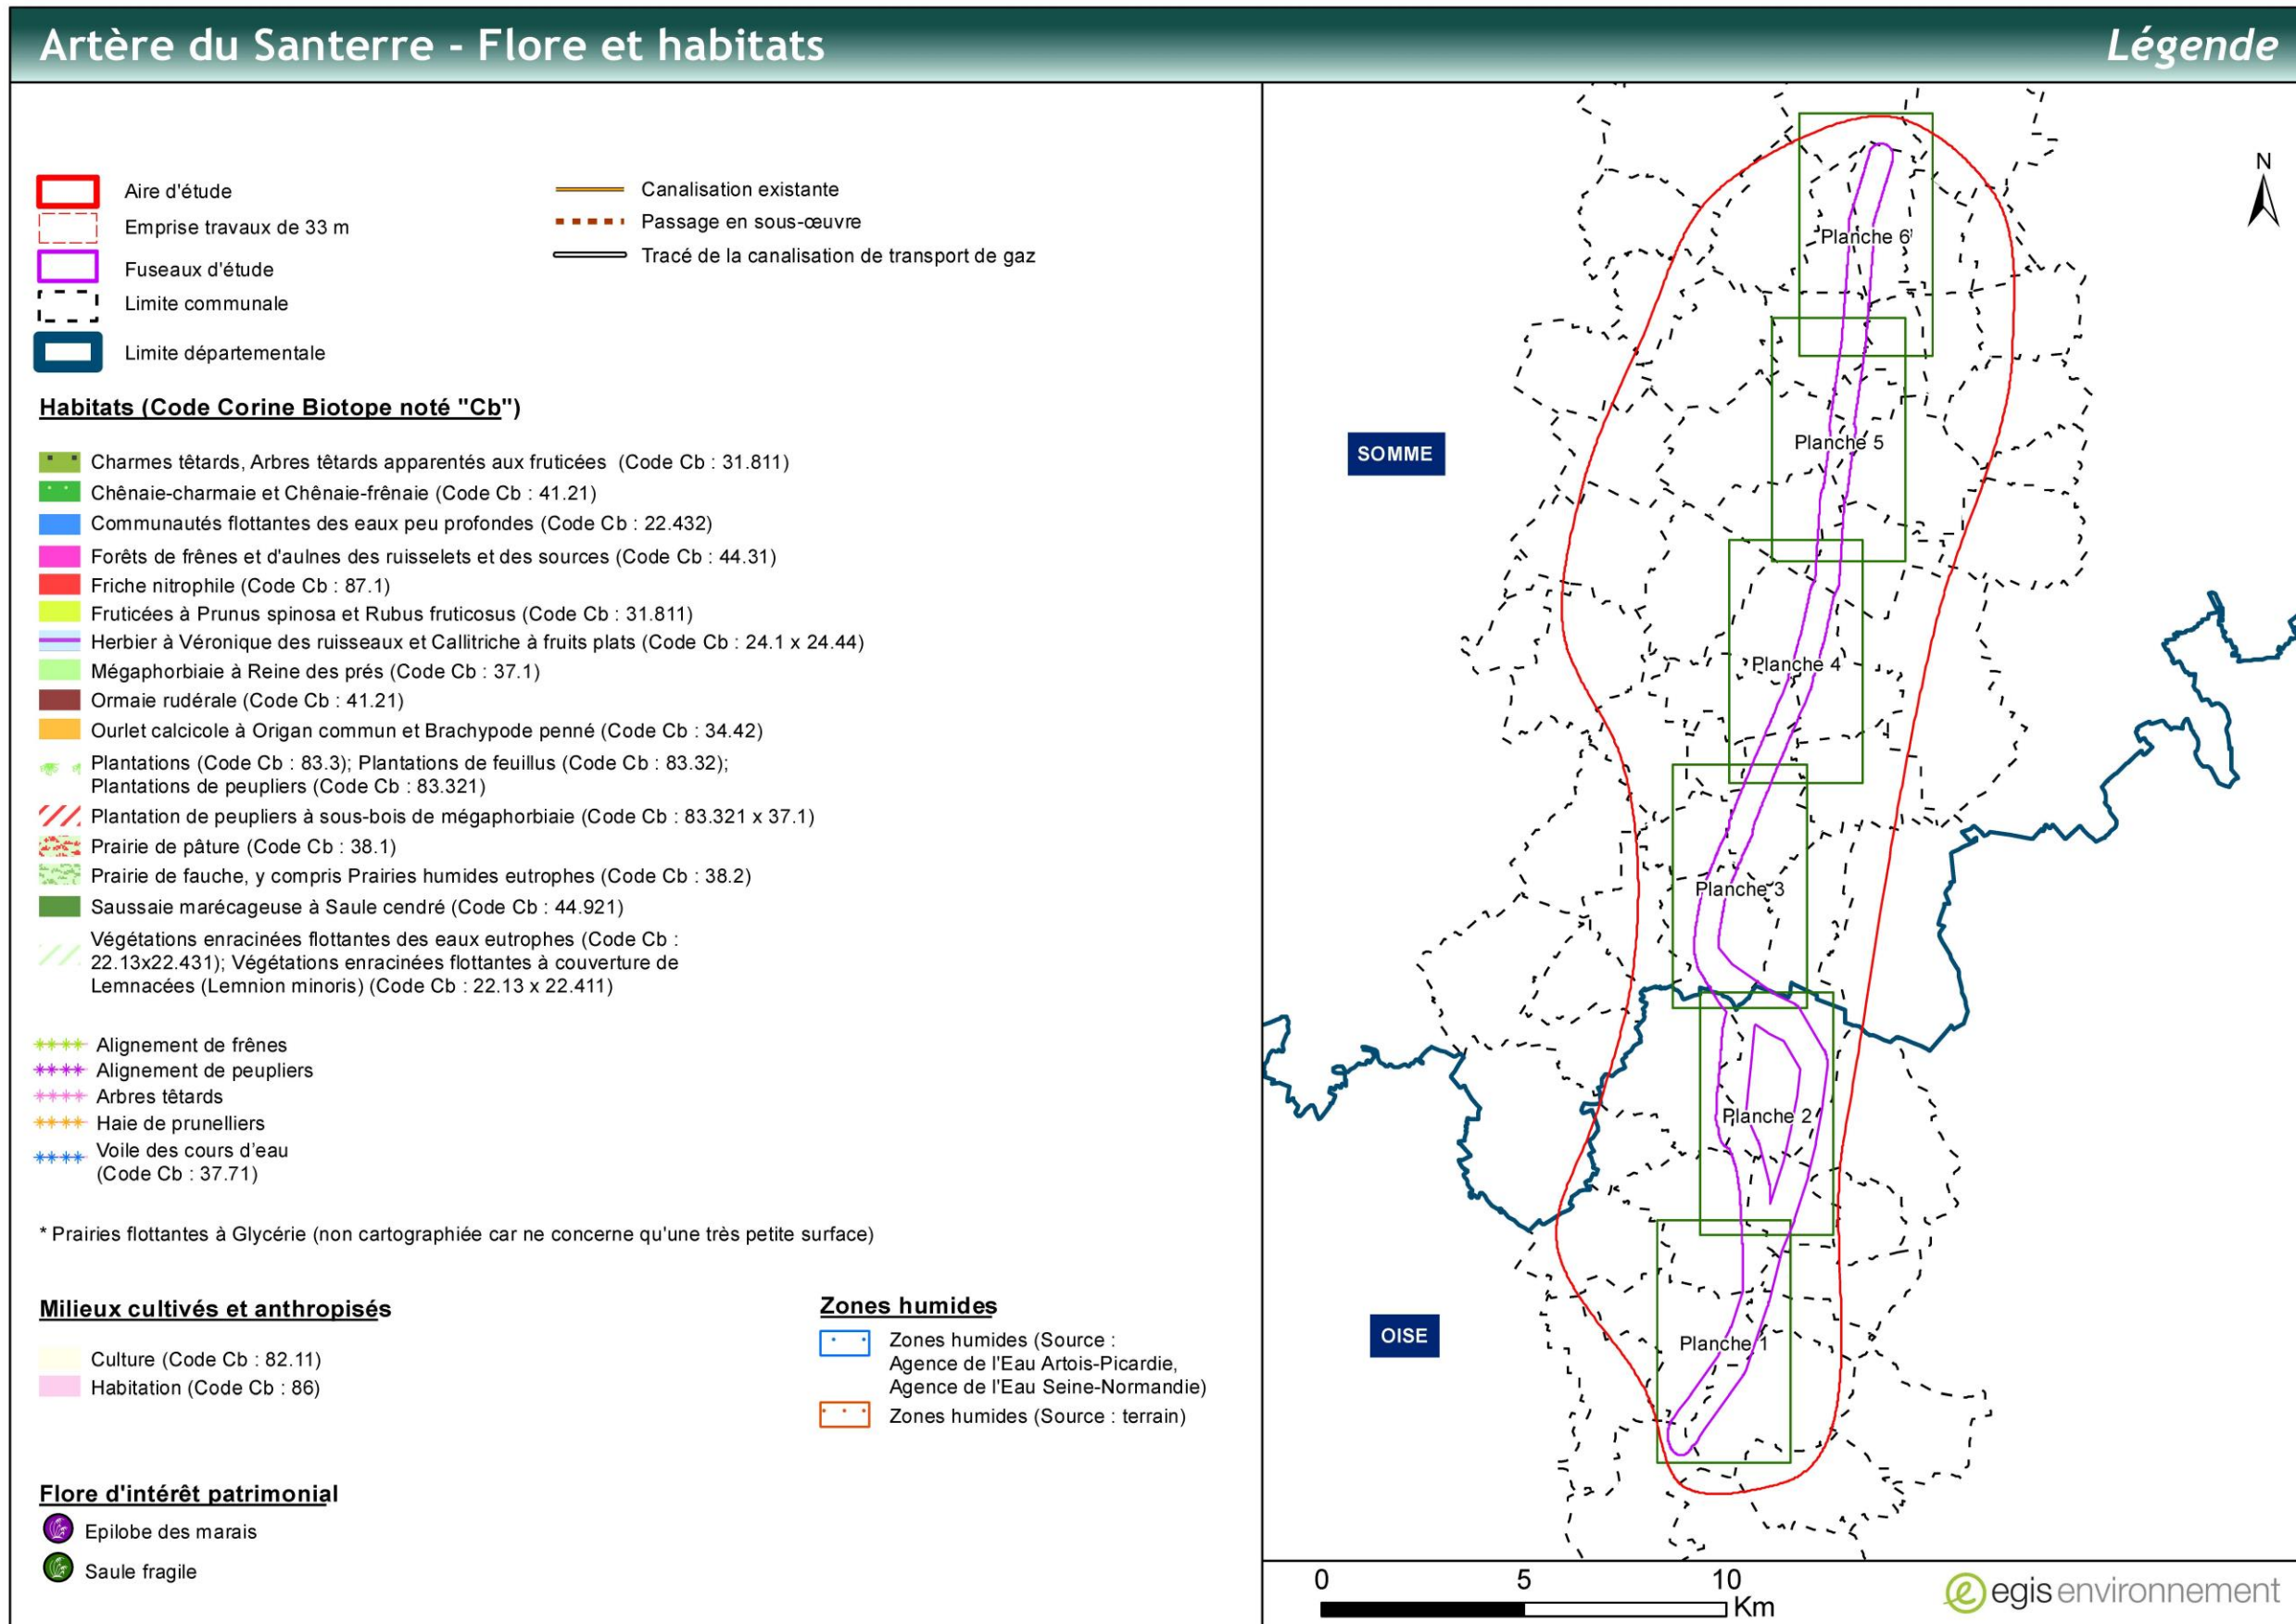 Artère du Santerre - Flore et habitats
Légende
Aire d'étude
Emprise travaux de 33 m
Fuseaux d'étude
Limite communale
Limite départementale
Canalisation existante
Passage en sous-œuvre
Tracé de la canalisation de transport de gaz
Habitats (Code Corine Biotope noté "Cb")
Charmes têtards, Arbres têtards apparentés aux fruticées (Code Cb : 31.811)
Chênaie-charmaie et Chênaie-frênaie (Code Cb : 41.21)
Communautés flottantes des eaux peu profondes (Code Cb : 22.432)
Forêts de frênes et d'aulnes des ruisselets et des sources (Code Cb : 44.31)
Friche nitrophile (Code Cb : 87.1)
Fruticées à Prunus spinosa et Rubus fruticosus (Code Cb : 31.811)
Herbier à Véronique des ruisseaux et Callitriche à fruits plats (Code Cb : 24.1 x 24.44)
Mégaphorbiaie à Reine des prés (Code Cb : 37.1)
Ormaie rudérale (Code Cb : 41.21)
Ourlet calcicole à Origan commun et Brachypode penné (Code Cb : 34.42)
Plantations (Code Cb : 83.3); Plantations de feuillus (Code Cb : 83.32);
Plantations de peupliers (Code Cb : 83.321)
Plantation de peupliers à sous-bois de mégaphorbiaie (Code Cb : 83.321 x 37.1)
Prairie de pâture (Code Cb : 38.1)
Prairie de fauche, y compris Prairies humides eutrophes (Code Cb : 38.2)
Saussaie marécageuse à Saule cendré (Code Cb : 44.921)
Végétations enracinées flottantes des eaux eutrophes (Code Cb :
22.13x22.431); Végétations enracinées flottantes à couverture de
Lemnacées (Lemnion minoris) (Code Cb : 22.13 x 22.411)
Alignement de frênes
Alignement de peupliers
Arbres têtards
Haie de prunelliers
Voile des cours d'eau
(Code Cb : 37.71)
* Prairies flottantes à Glycérie (non cartographiée car ne concerne qu'une très petite surface)
Milieux cultivés et anthropisés
Culture (Code Cb : 82.11)
Habitation (Code Cb : 86)
Zones humides
Zones humides (Source :
Agence de l'Eau Artois-Picardie,
Agence de l'Eau Seine-Normandie)
Zones humides (Source : terrain)
Flore d'intérêt patrimonial
Epilobe des marais
Saule fragile
N
Planche 6
Planche 5
SOMME
Planche 4
Planche 3
Planche 2
OISE
Planche 1
0 5 10
Km
egis environnement